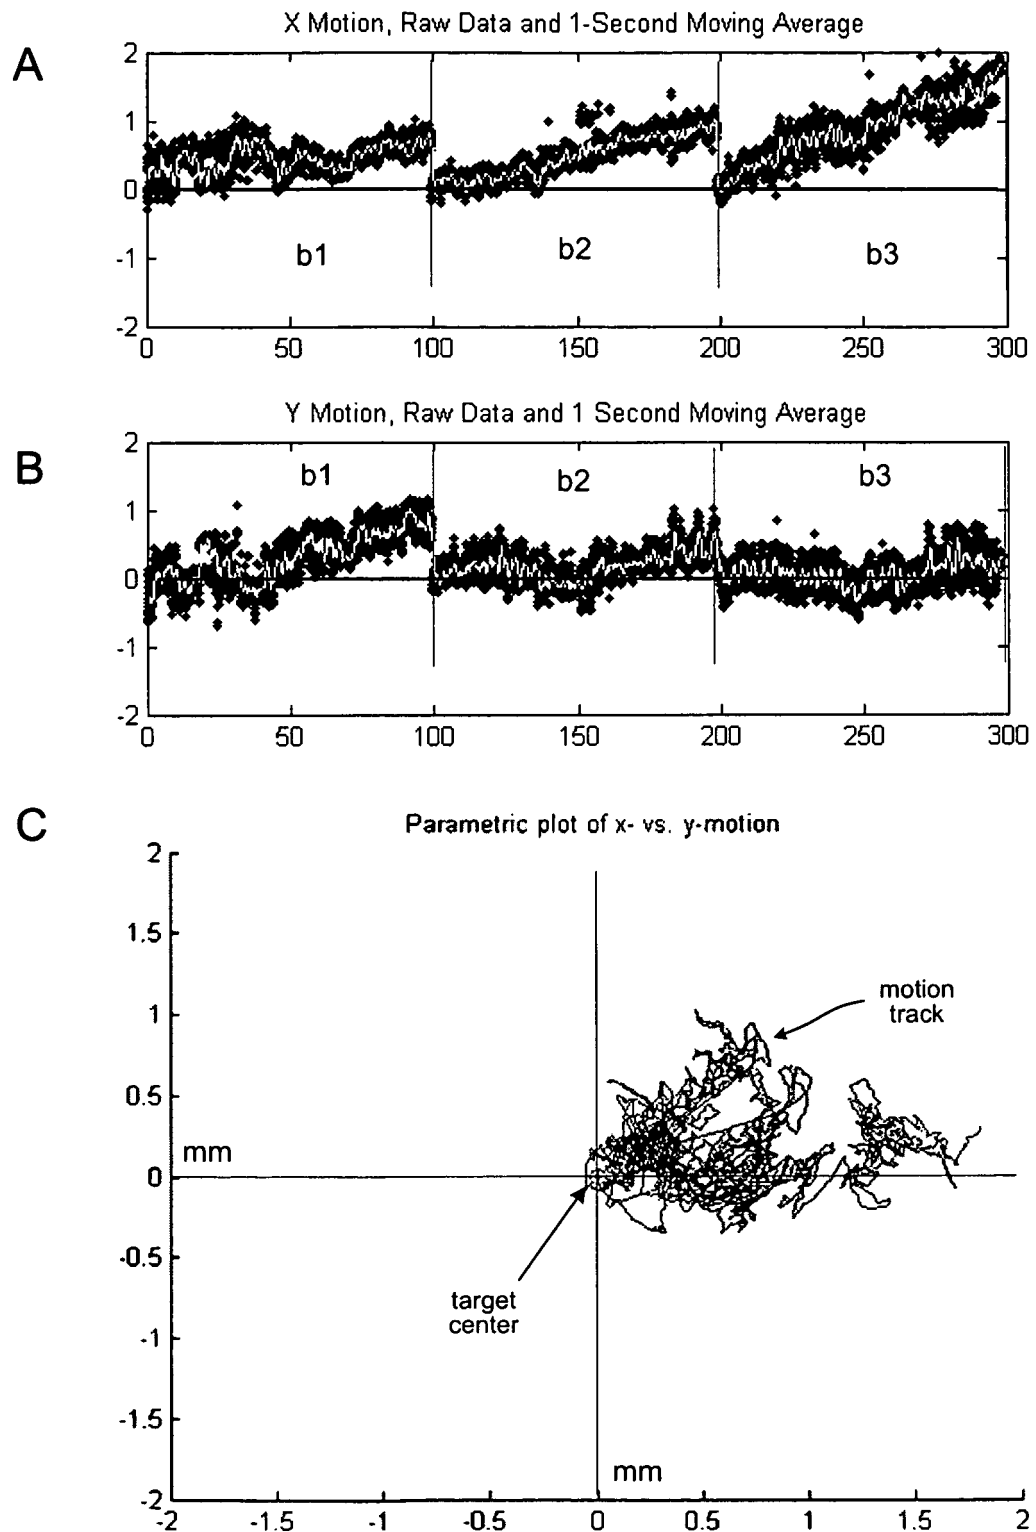 A
X Motion, Raw Data and 1-Second Moving Average
2
1
0
-1
-2
b1
b2
b3
0 50 100 150 200 250 300
B
Y Motion, Raw Data and 1 Second Moving Average
2
1
0
-1
-2
b1
b2
b3
0 50 100 150 200 250 300
C
Parametric plot of x- vs. y-motion
2
1.5
1
0.5
0
-0.5
-1
-1.5
-2
motion
track
mm
target
center
mm
-2 -1.5 -1 -0.5 0 0.5 1 1.5 2